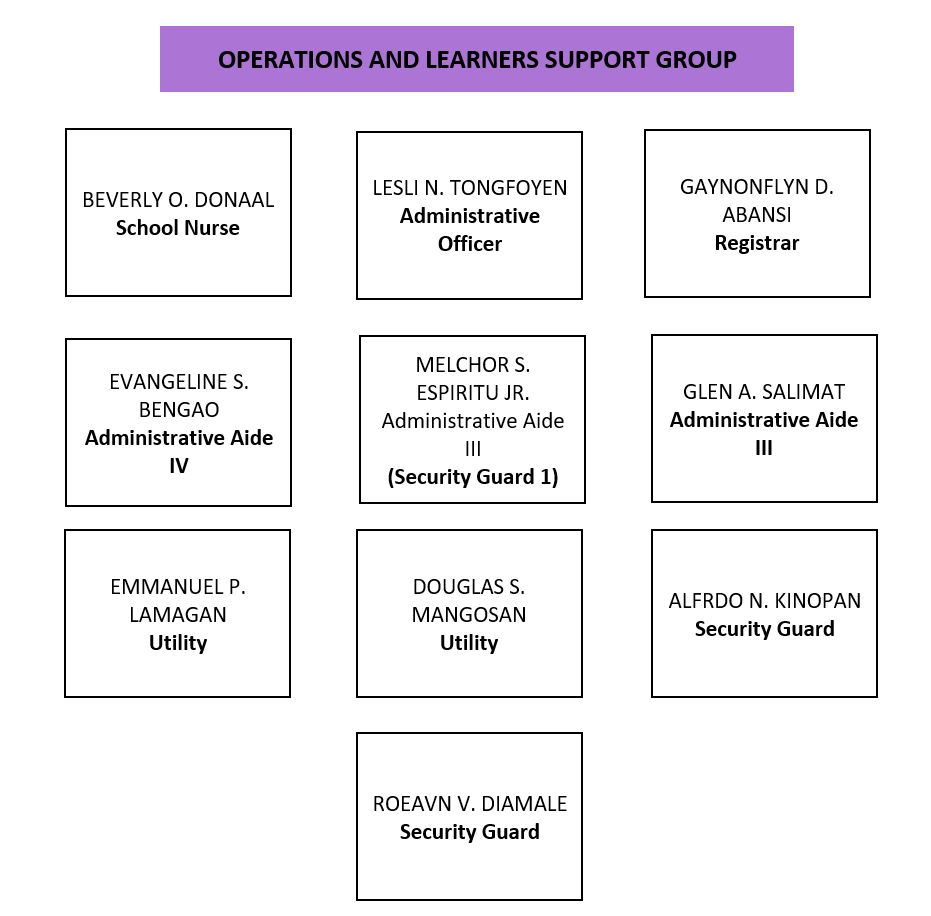 OPERATIONS AND LEARNERS SUPPORT GROUP
BEVERLY O. DONAAL
School Nurse
LESLI N. TONGFOYEN
Administrative
Officer
GAYNONFLYN D.
ABANSI
Registrar
EVANGELINE S.
BENGAO
Administrative Aide
IV
MELCHOR S.
ESPIRITU JR.
Administrative Aide
III
(Security Guard 1)
GLEN A. SALIMAT
Administrative Aide
III
EMMANUEL P.
LAMAGAN
Utility
DOUGLAS S.
MANGOSAN
Utility
ALFRDO N. KINOPAN
Security Guard
ROEAVN V. DIAMALE
Security Guard